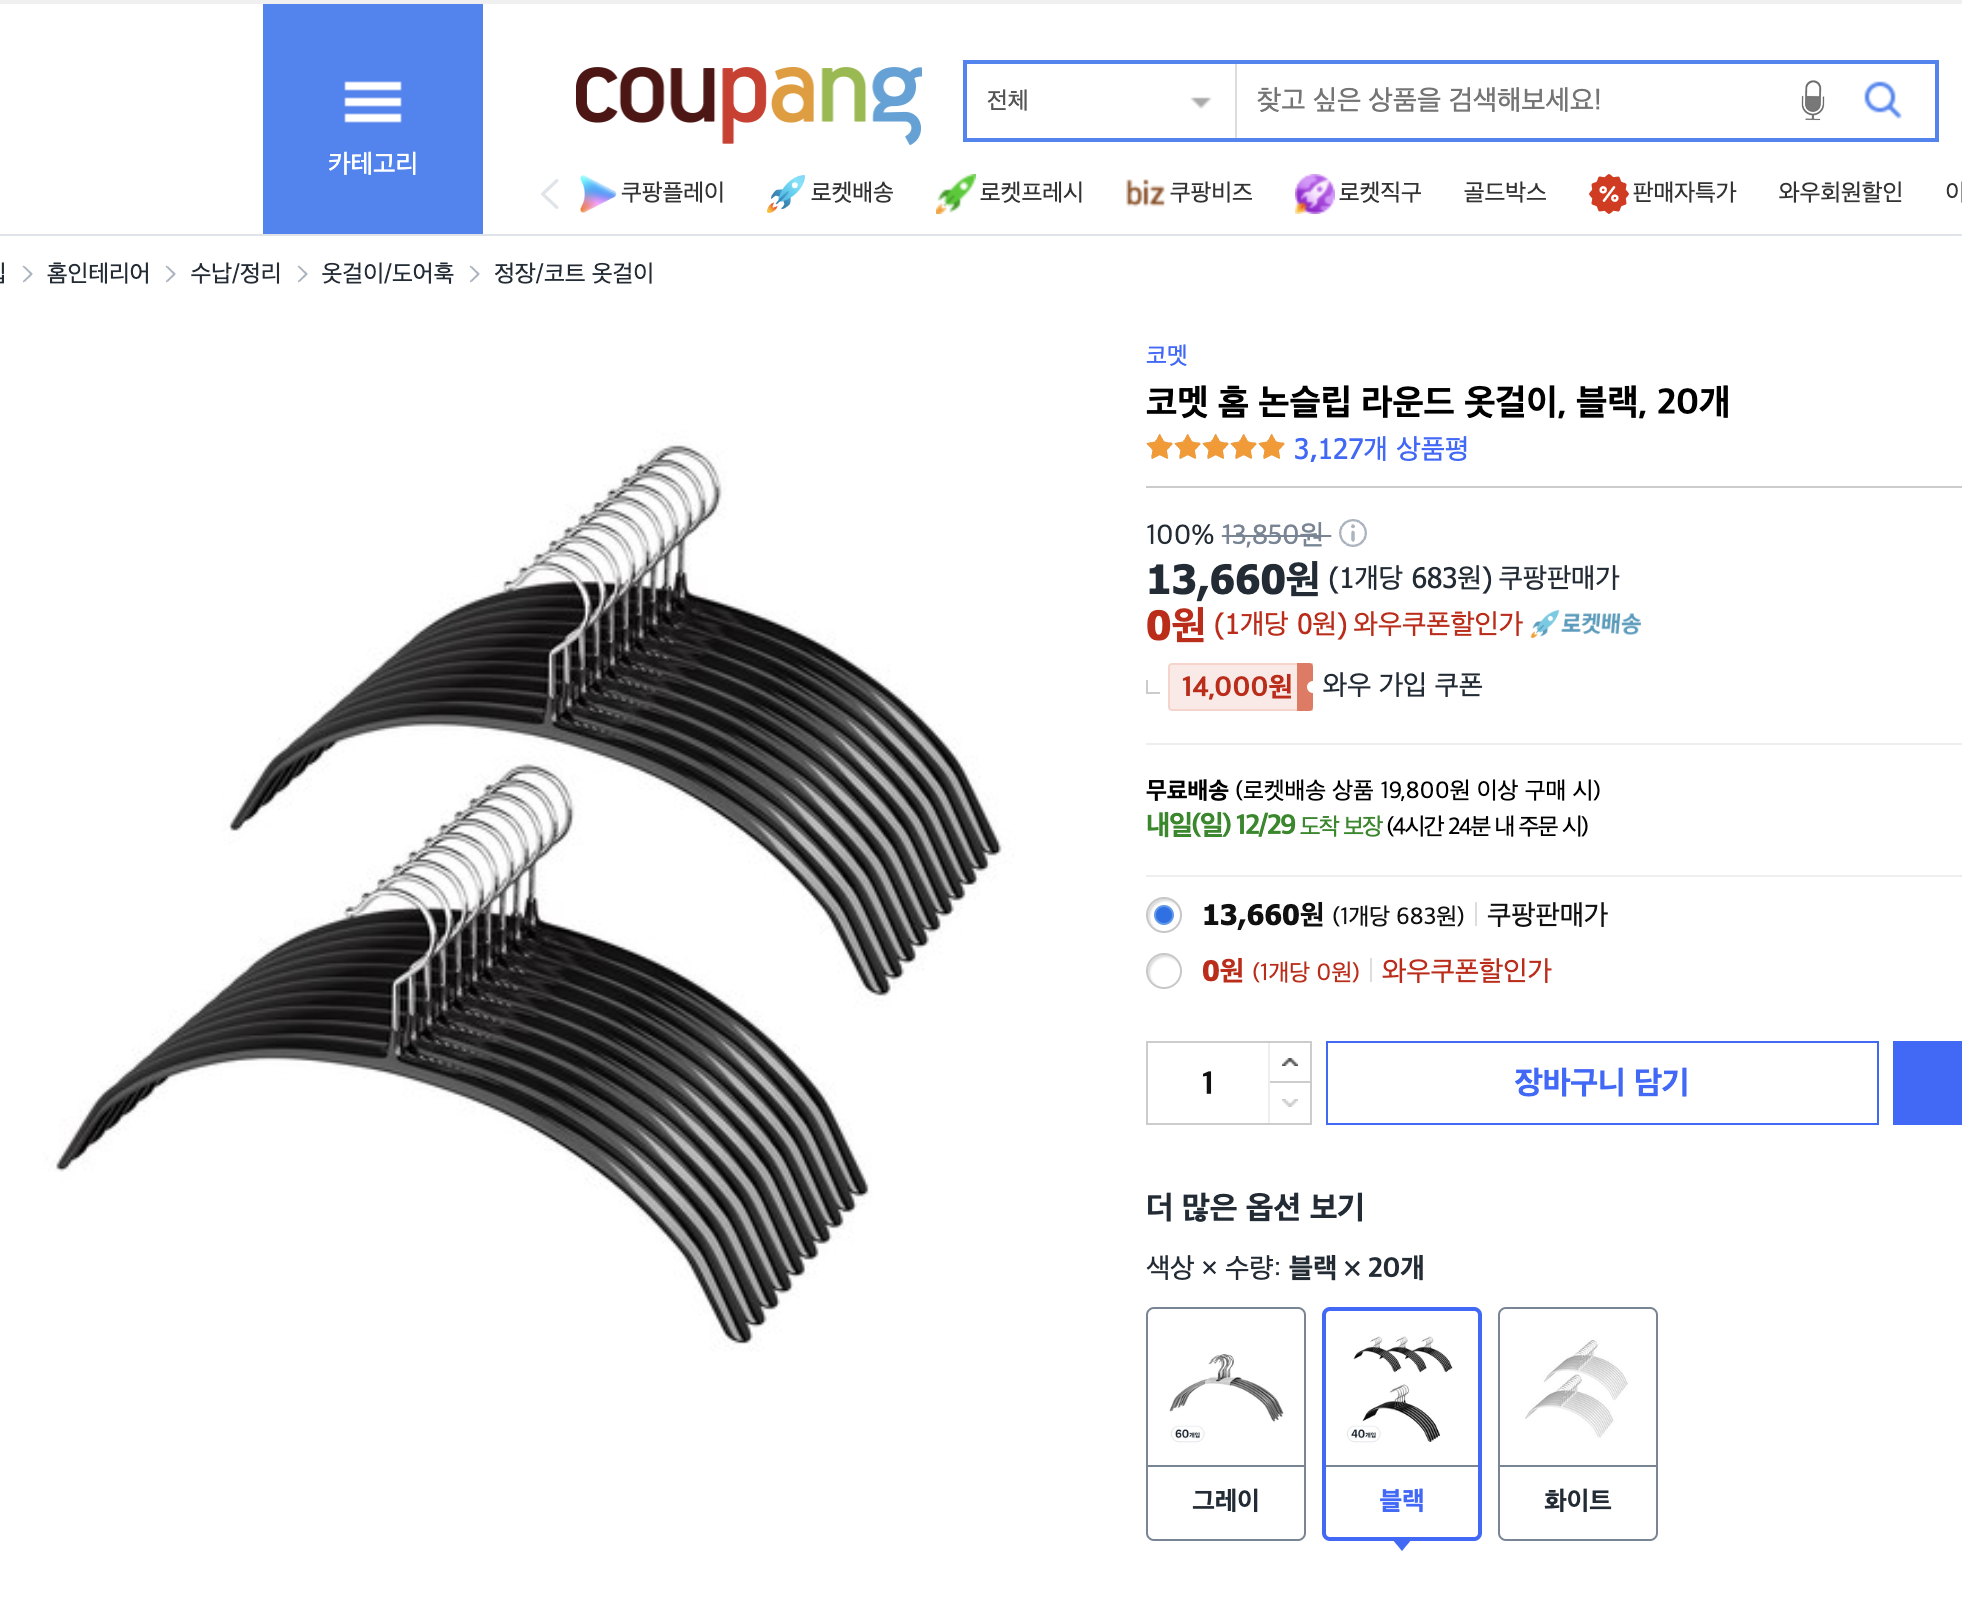 카테고리
coupang
전체
찾고 싶은 상품을 검색해보세요!
쿠팡플레이 로켓배송 로켓프레시 biz 쿠팡비즈 로켓직구 골드박스 % 판매자특가 와우회원할인
> 홈인테리어 > 수납/정리 > 옷걸이/도어훅 > 정장/코트 옷걸이
코멧
코멧 홈 논슬립 라운드 옷걸이, 블랙, 20개
3,127개 상품평
100% 13,850원
13,660원 (1개당 683원) 쿠팡판매가
0원 (1개당 0원) 와우쿠폰할인가 로켓배송
14,000원 와우 가입 쿠폰
무료배송 (로켓배송 상품 19,800원 이상 구매 시)
내일(일) 12/29 도착 보장 (4시간 24분 내 주문 시)
13,660원 (1개당 683원) 쿠팡판매가
0원 (1개당 0원) 와우쿠폰할인가
1
장바구니 담기
더 많은 옵션 보기
색상 × 수량: 블랙 × 20개
60개입
40개입
그레이
블랙
화이트